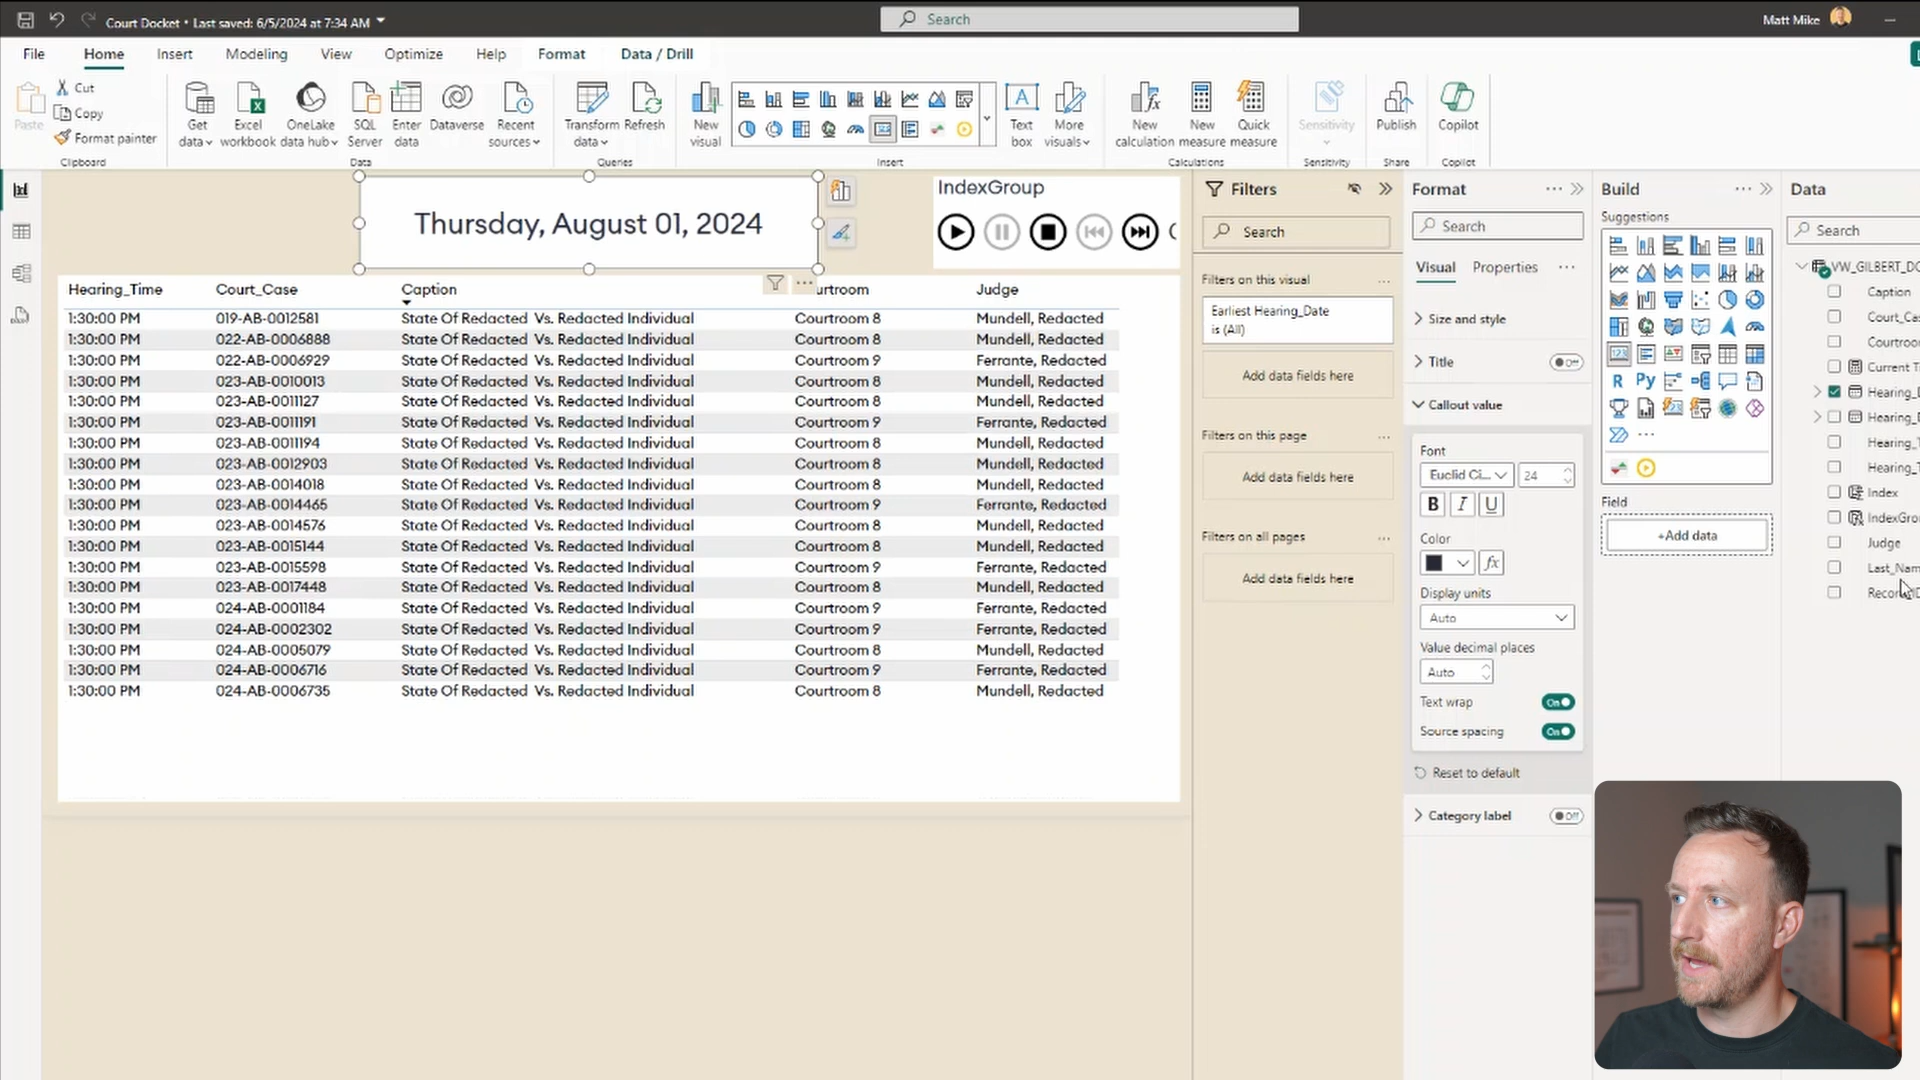 Court Docket • Last saved: 6/5/2024 at 7:34 AM
Search
Matt Mike
File
Home
Insert
Modeling
View
Optimize
Help
Format
Data / Drill
Paste
Cut
Copy
Format painter
Clipboard
Get data
Excel workbook
OneLake data hub
SQL Server
Enter data
Dataverse
Recent sources
Data
Transform data
Refresh
Queries
New visual
Text box
More visuals
Insert
New calculation
New measure
Quick measure
Calculations
Sensitivity
Sensitivity
Publish
Share
Copilot
Copilot
Thursday, August 01, 2024
IndexGroup
Hearing_Time Court_Case Caption urtroom Judge
1:30:00 PM 019-AB-0012581 State Of Redacted Vs. Redacted Individual Courtroom 8 Mundell, Redacted
1:30:00 PM 022-AB-0006888 State Of Redacted Vs. Redacted Individual Courtroom 8 Mundell, Redacted
1:30:00 PM 022-AB-0006929 State Of Redacted Vs. Redacted Individual Courtroom 9 Ferrante, Redacted
1:30:00 PM 023-AB-0010013 State Of Redacted Vs. Redacted Individual Courtroom 8 Mundell, Redacted
1:30:00 PM 023-AB-0011127 State Of Redacted Vs. Redacted Individual Courtroom 8 Mundell, Redacted
1:30:00 PM 023-AB-0011191 State Of Redacted Vs. Redacted Individual Courtroom 9 Ferrante, Redacted
1:30:00 PM 023-AB-0011194 State Of Redacted Vs. Redacted Individual Courtroom 8 Mundell, Redacted
1:30:00 PM 023-AB-0012903 State Of Redacted Vs. Redacted Individual Courtroom 8 Mundell, Redacted
1:30:00 PM 023-AB-0014018 State Of Redacted Vs. Redacted Individual Courtroom 8 Mundell, Redacted
1:30:00 PM 023-AB-0014465 State Of Redacted Vs. Redacted Individual Courtroom 9 Ferrante, Redacted
1:30:00 PM 023-AB-0014576 State Of Redacted Vs. Redacted Individual Courtroom 8 Mundell, Redacted
1:30:00 PM 023-AB-0015144 State Of Redacted Vs. Redacted Individual Courtroom 8 Mundell, Redacted
1:30:00 PM 023-AB-0015598 State Of Redacted Vs. Redacted Individual Courtroom 9 Ferrante, Redacted
1:30:00 PM 023-AB-0017448 State Of Redacted Vs. Redacted Individual Courtroom 8 Mundell, Redacted
1:30:00 PM 024-AB-0001184 State Of Redacted Vs. Redacted Individual Courtroom 9 Ferrante, Redacted
1:30:00 PM 024-AB-0002302 State Of Redacted Vs. Redacted Individual Courtroom 9 Ferrante, Redacted
1:30:00 PM 024-AB-0005079 State Of Redacted Vs. Redacted Individual Courtroom 8 Mundell, Redacted
1:30:00 PM 024-AB-0006716 State Of Redacted Vs. Redacted Individual Courtroom 9 Ferrante, Redacted
1:30:00 PM 024-AB-0006735 State Of Redacted Vs. Redacted Individual Courtroom 8 Mundell, Redacted
Filters
Search
Filters on this visual
Earliest Hearing_Date
is (All)
Add data fields here
Filters on this page
Add data fields here
Filters on all pages
Add data fields here
Format
Search
Visual
Properties
Size and style
Title
Off
Callout value
Font
Euclid Ci...
24
B I U
Color
fx
Display units
Auto
Value decimal places
Auto
Text wrap
On
Source spacing
On
Reset to default
Category label
Off
Build
Suggestions
R Py
Field
+Add data
Data
Search
VW_GILBERT_DO
Caption
Court_Ca
Courtroo
Current Ti
Hearing_
Hearing_
Hearing_T
Hearing_T
Index
IndexGro
Judge
Last_Nam